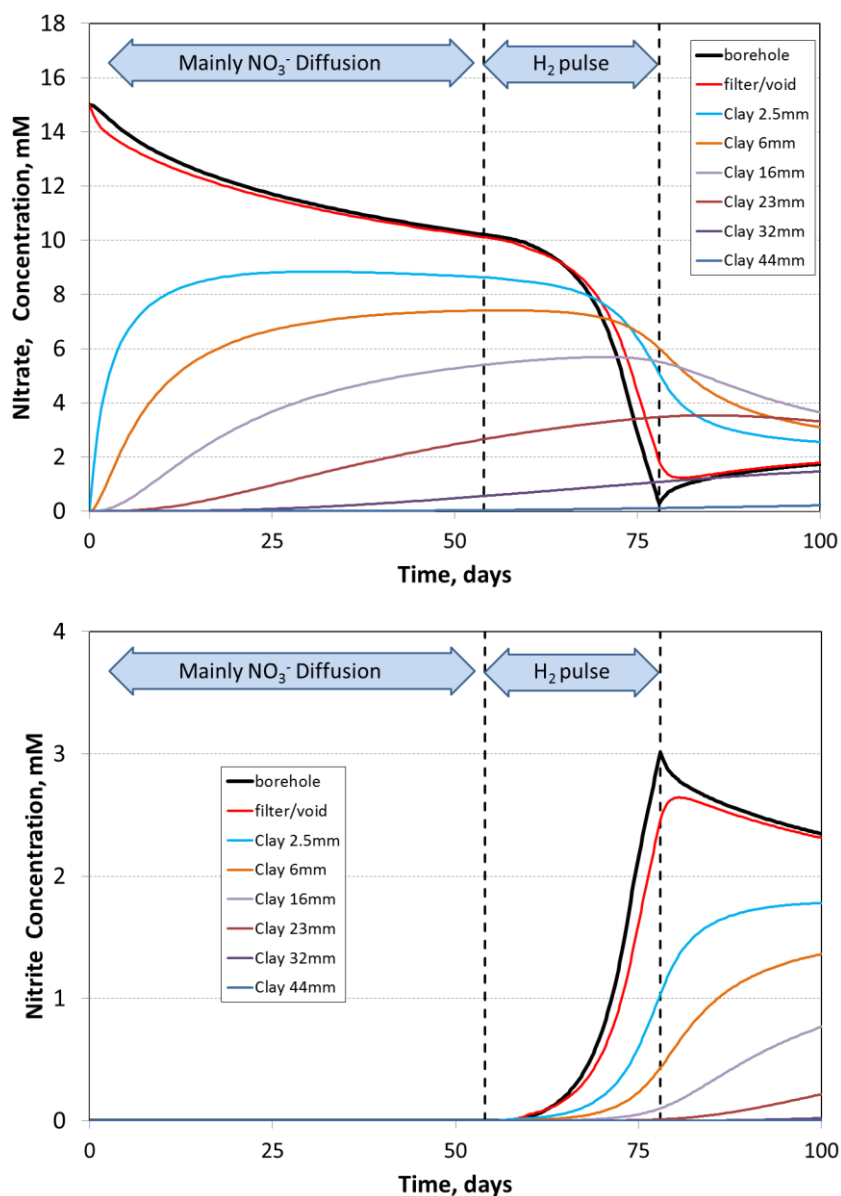 18
16
14
12
10
8
6
4
2
0
NItrate, Concentration, mM
Mainly NO₃⁻ Diffusion
H₂ pulse
borehole
filter/void
Clay 2.5mm
Clay 6mm
Clay 16mm
Clay 23mm
Clay 32mm
Clay 44mm
0 25 50 75 100
Time, days
4
3
2
1
0
Nitrite Concentration, mM
Mainly NO₃⁻ Diffusion
H₂ pulse
borehole
filter/void
Clay 2.5mm
Clay 6mm
Clay 16mm
Clay 23mm
Clay 32mm
Clay 44mm
0 25 50 75 100
Time, days